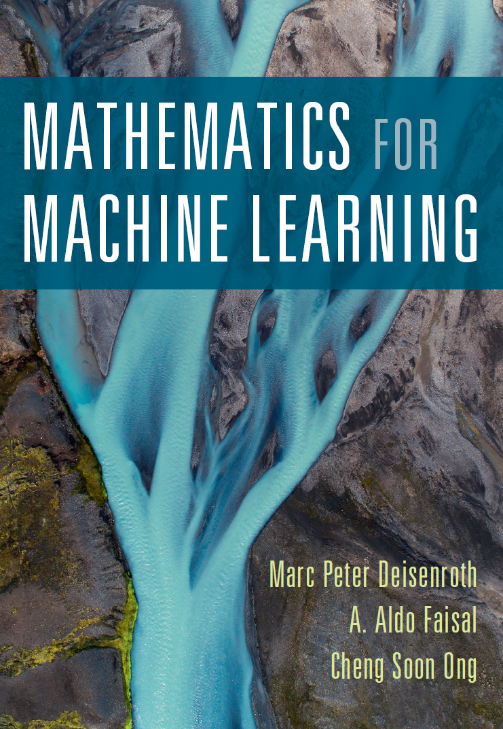 MATHEMATICS FOR
MACHINE LEARNING
Marc Peter Deisenroth
A. Aldo Faisal
Cheng Soon Ong